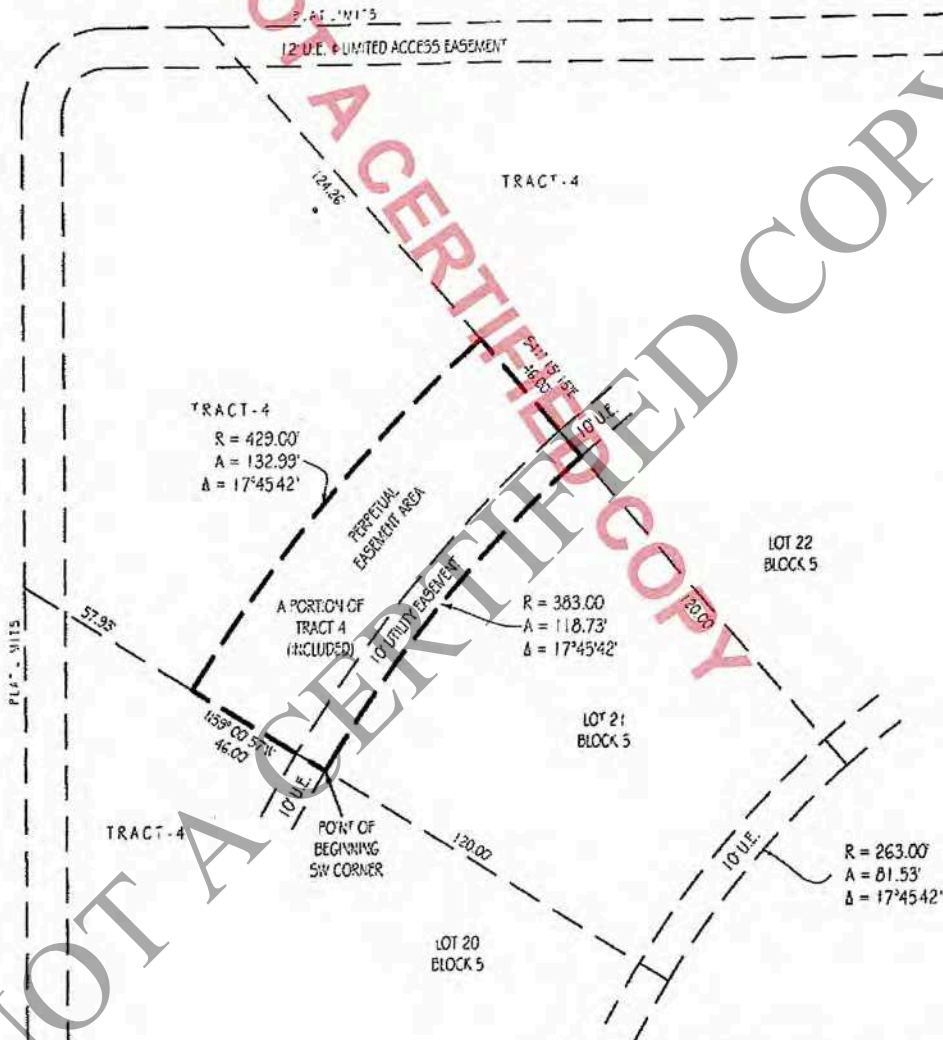 12' U.E. & LIMITED ACCESS EASEMENT
TRACT-4
124.26
46.00'
10' U.E.
TRACT-4
R = 429.00'
A = 132.99'
Δ = 17°45'42"
PERPETUAL
EASEMENT AREA
LOT 22
BLOCK 5
A PORTION OF
TRACT 4
(INCLUDED)
10' UTILITY EASEMENT
R = 383.00
A = 118.73'
Δ = 17°45'42"
120.00
57.93'
LOT 21
BLOCK 5
46.00'
10' U.E.
TRACT-4
POINT OF
BEGINNING
SW CORNER
120.00
10' U.E.
R = 263.00'
A = 81.53'
Δ = 17°45'42"
LOT 20
BLOCK 5
NOT A CERTIFIED COPY
NOT A CERTIFIED COPY